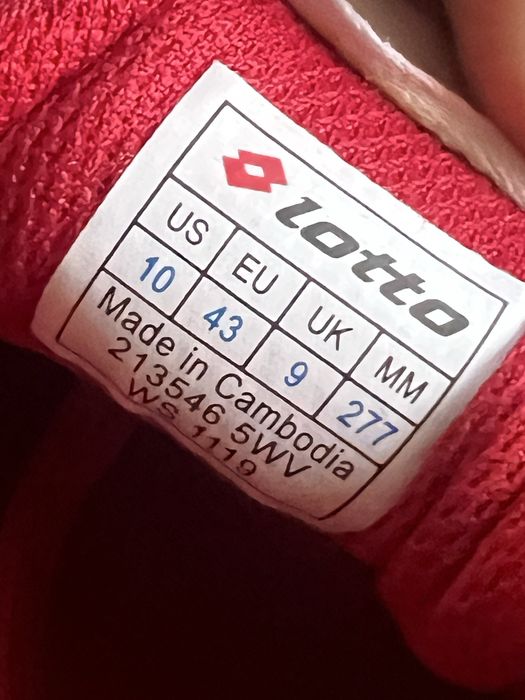 lotto
US EU UK MM
10 43 9 277
Made in Cambodia
213546 5WV
WS 1119